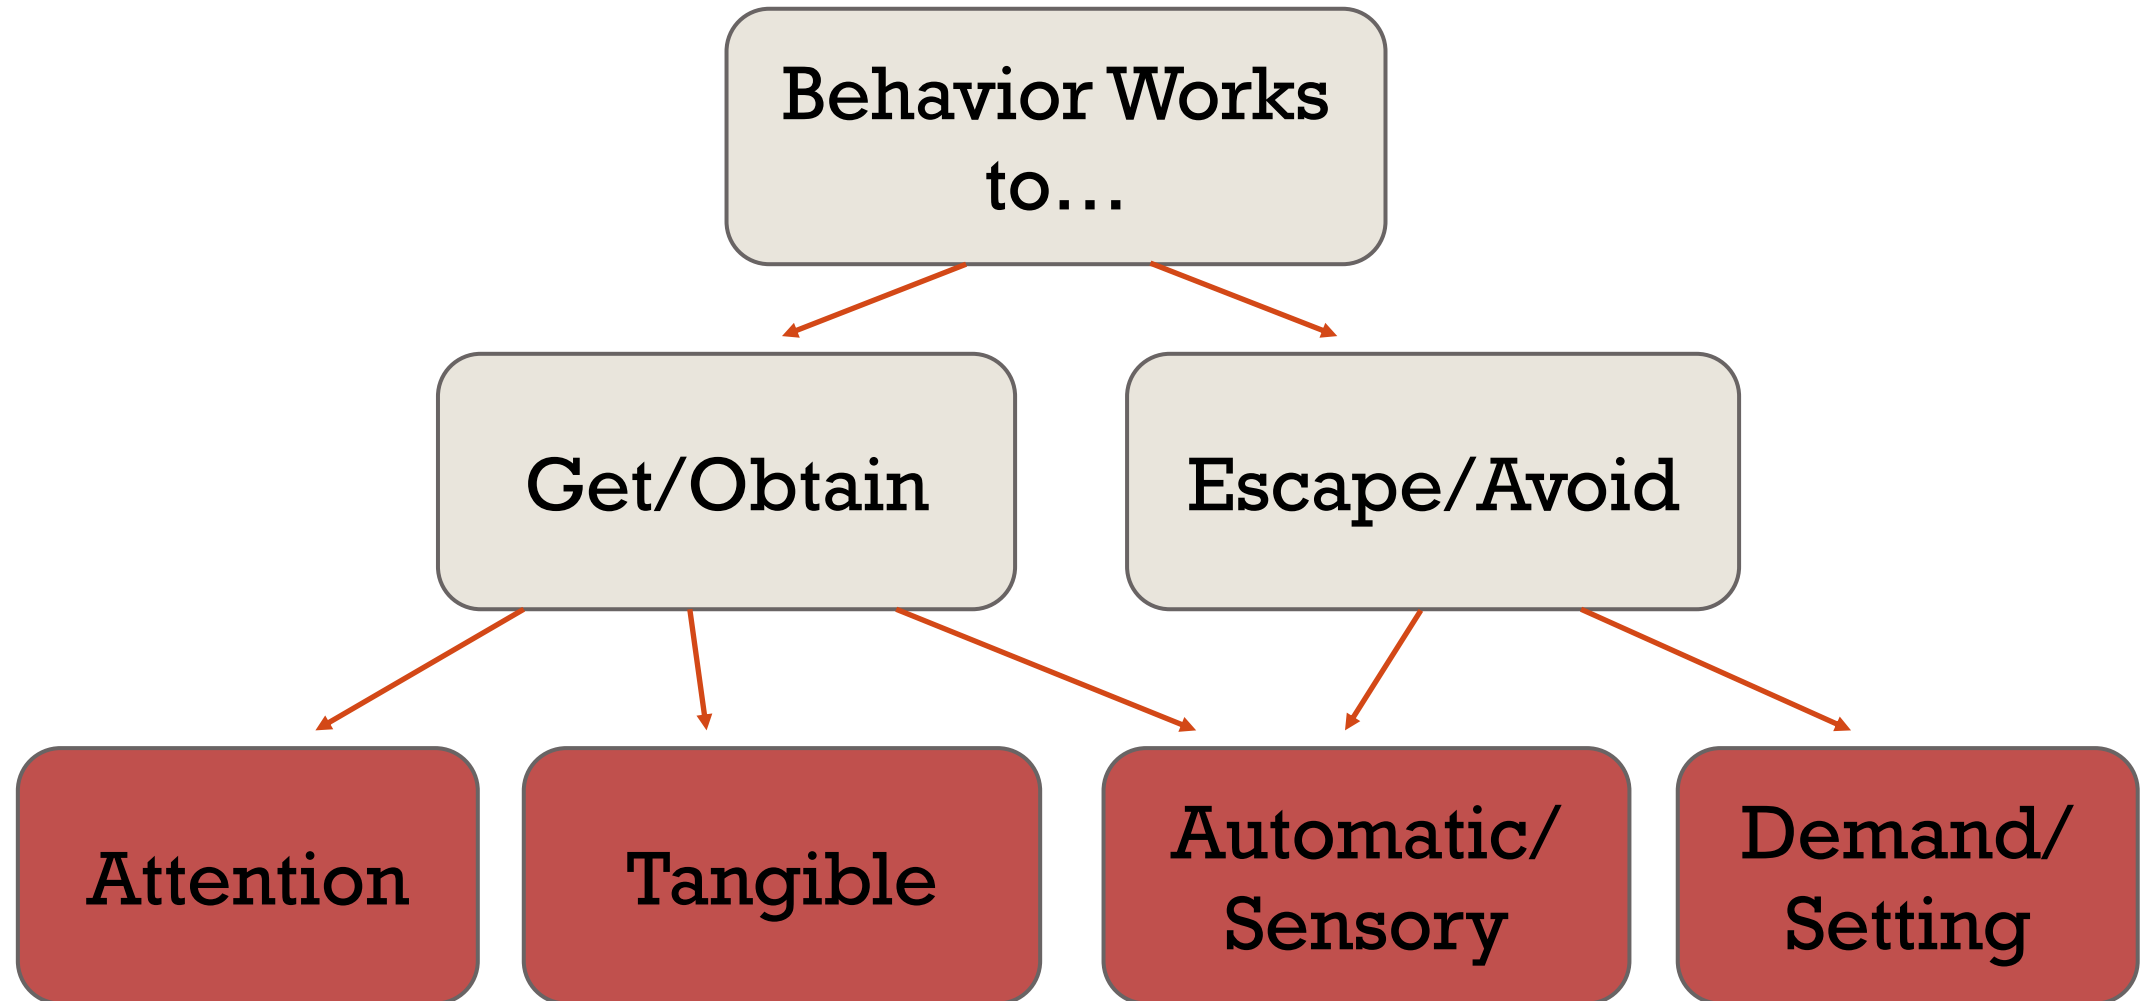 Behavior Works
to...
Get/Obtain
Escape/Avoid
Attention
Tangible
Automatic/
Sensory
Demand/
Setting